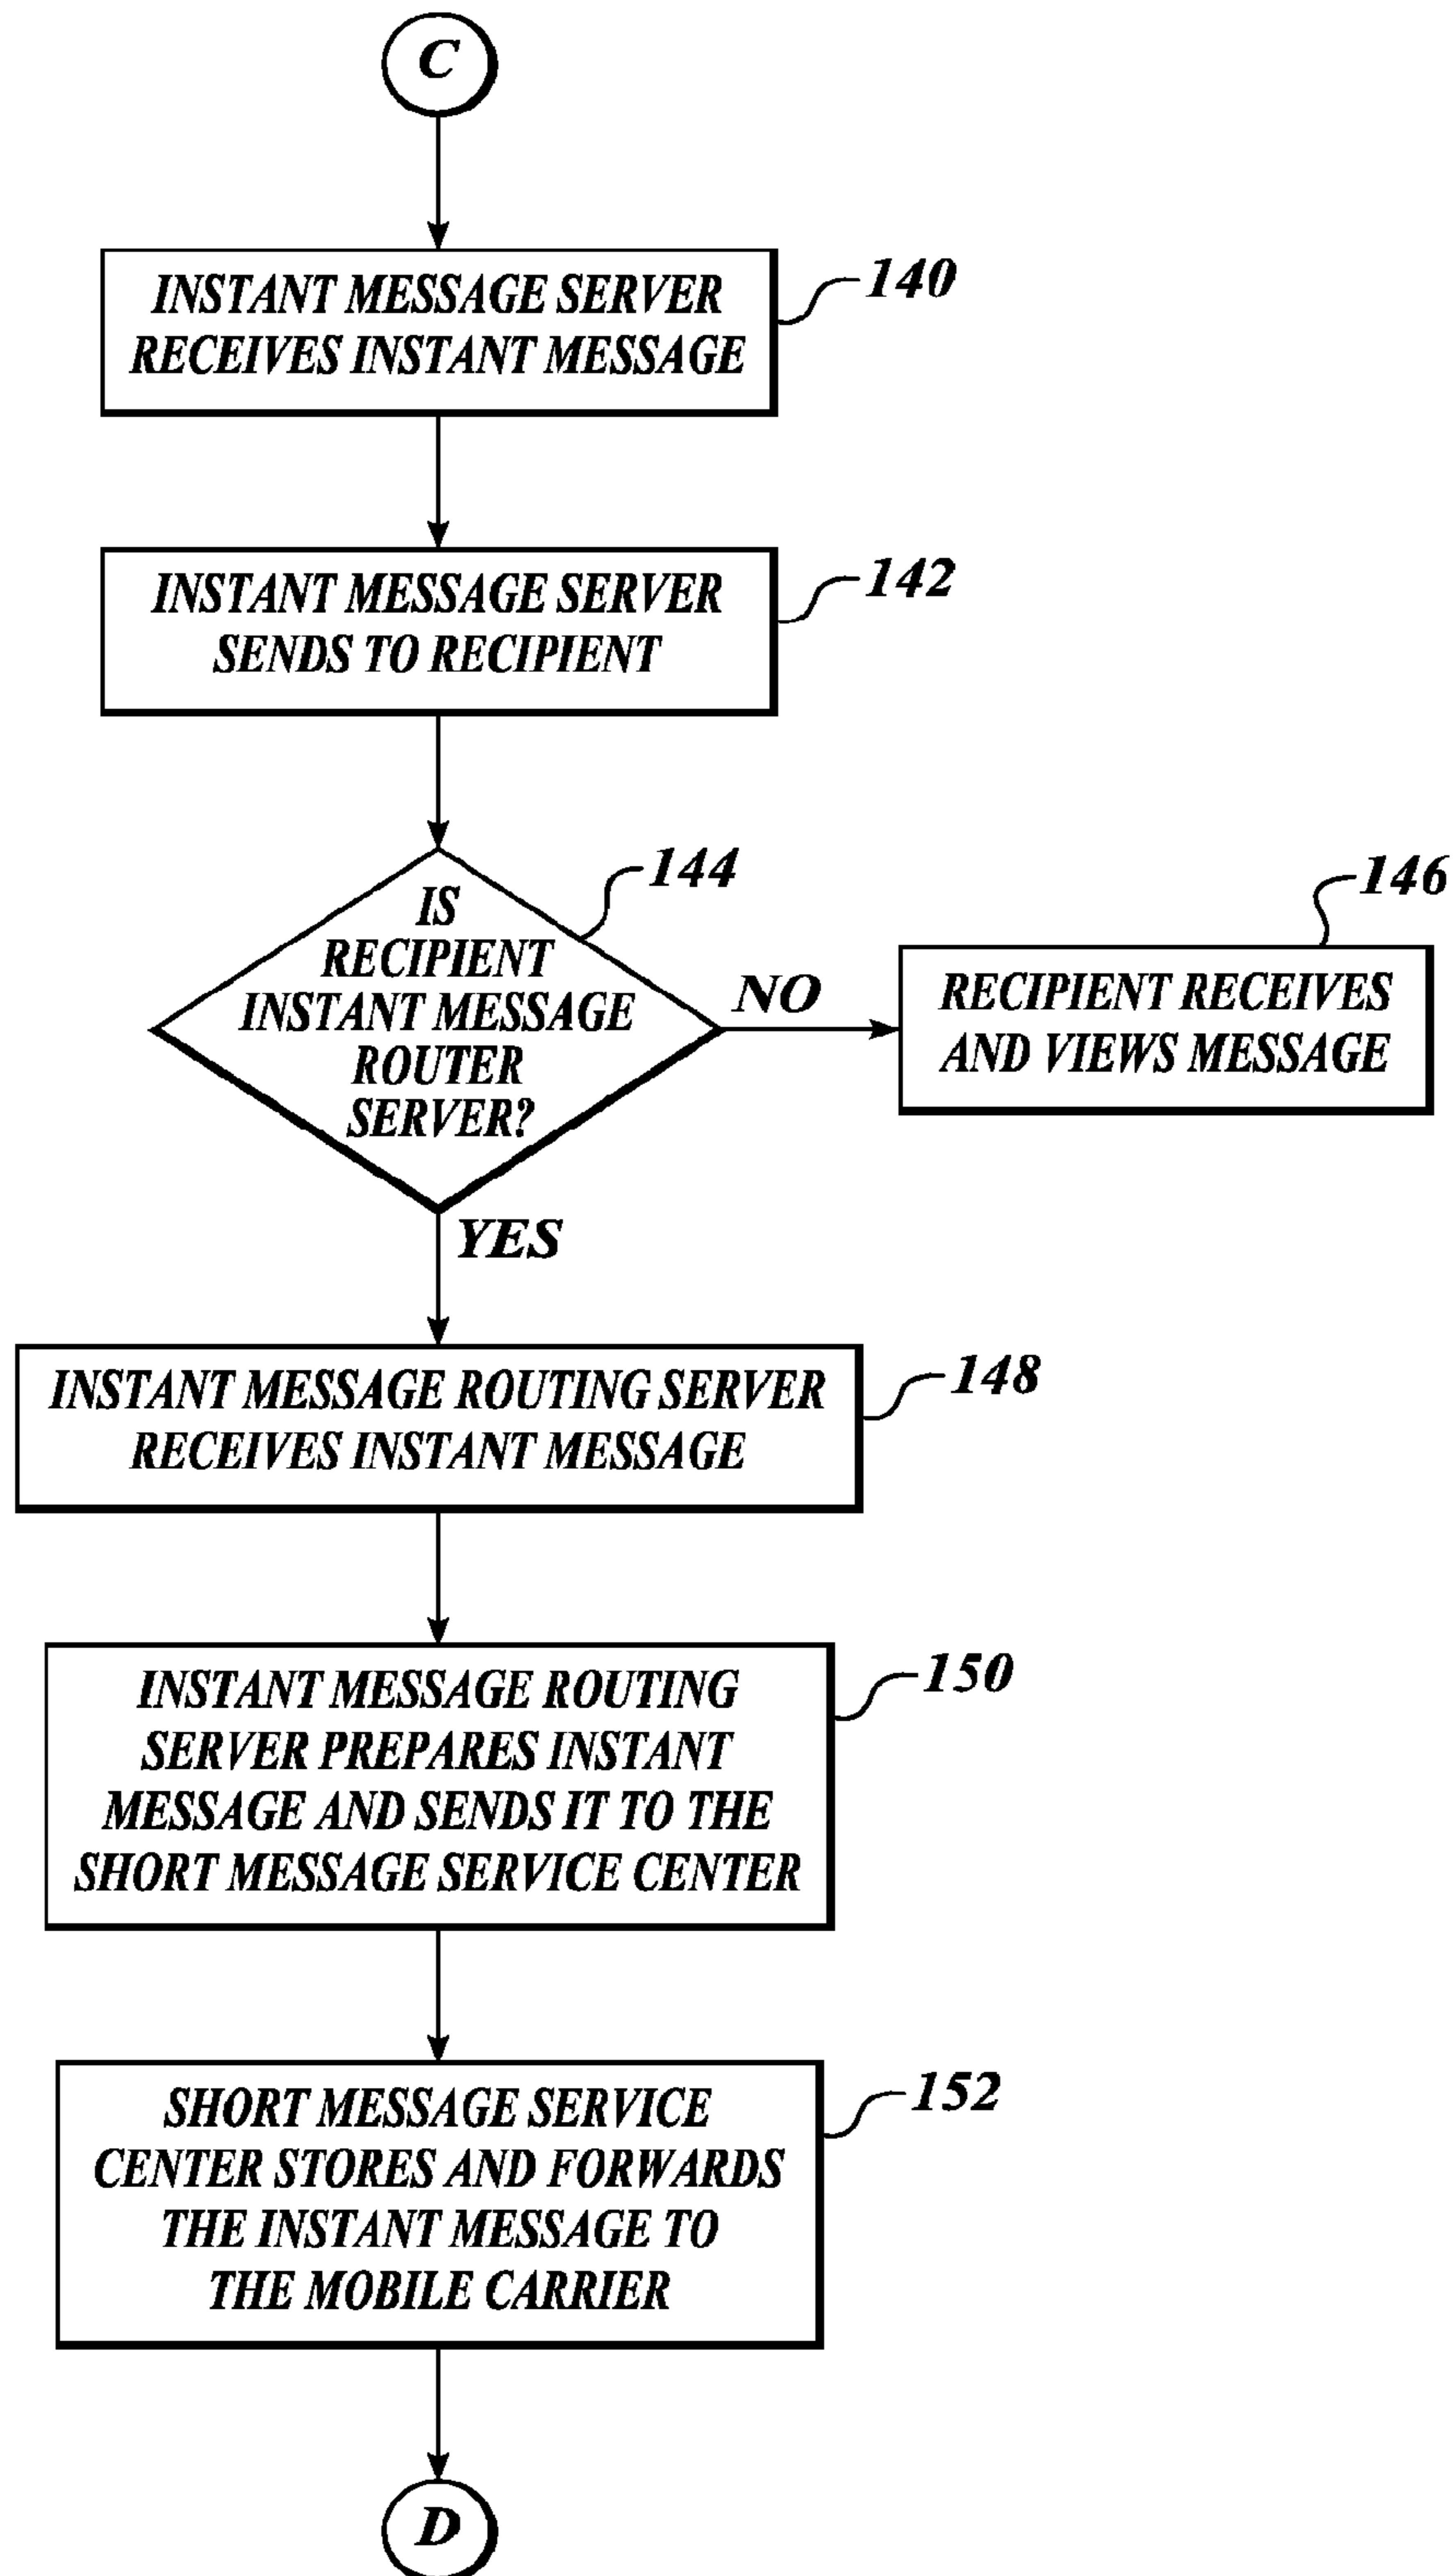 C
INSTANT MESSAGE SERVER
RECEIVES INSTANT MESSAGE
140
INSTANT MESSAGE SERVER
SENDS TO RECIPIENT
142
IS
RECIPIENT
INSTANT MESSAGE
ROUTER
SERVER?
144
NO
RECIPIENT RECEIVES
AND VIEWS MESSAGE
146
YES
INSTANT MESSAGE ROUTING SERVER
RECEIVES INSTANT MESSAGE
148
INSTANT MESSAGE ROUTING
SERVER PREPARES INSTANT
MESSAGE AND SENDS IT TO THE
SHORT MESSAGE SERVICE CENTER
150
SHORT MESSAGE SERVICE
CENTER STORES AND FORWARDS
THE INSTANT MESSAGE TO
THE MOBILE CARRIER
152
D